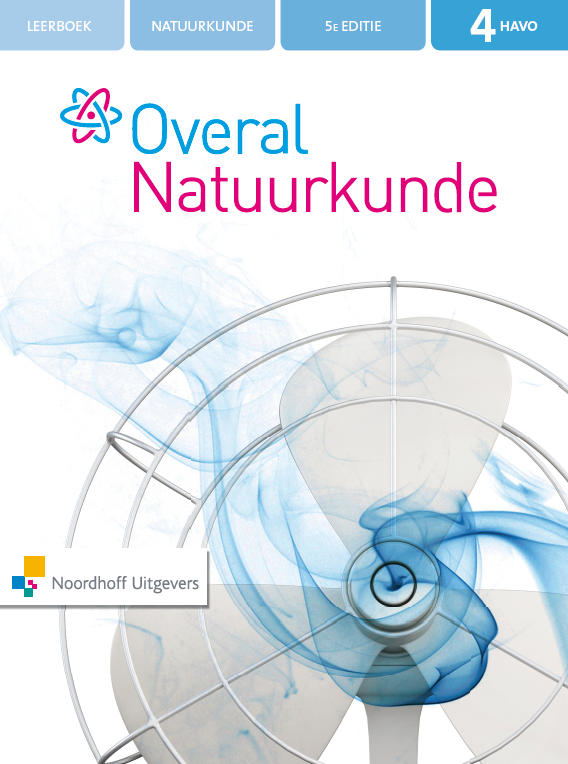 LEERBOEK NATUURKUNDE 5E EDITIE 4 HAVO
Overal
Natuurkunde
Noordhoff Uitgevers